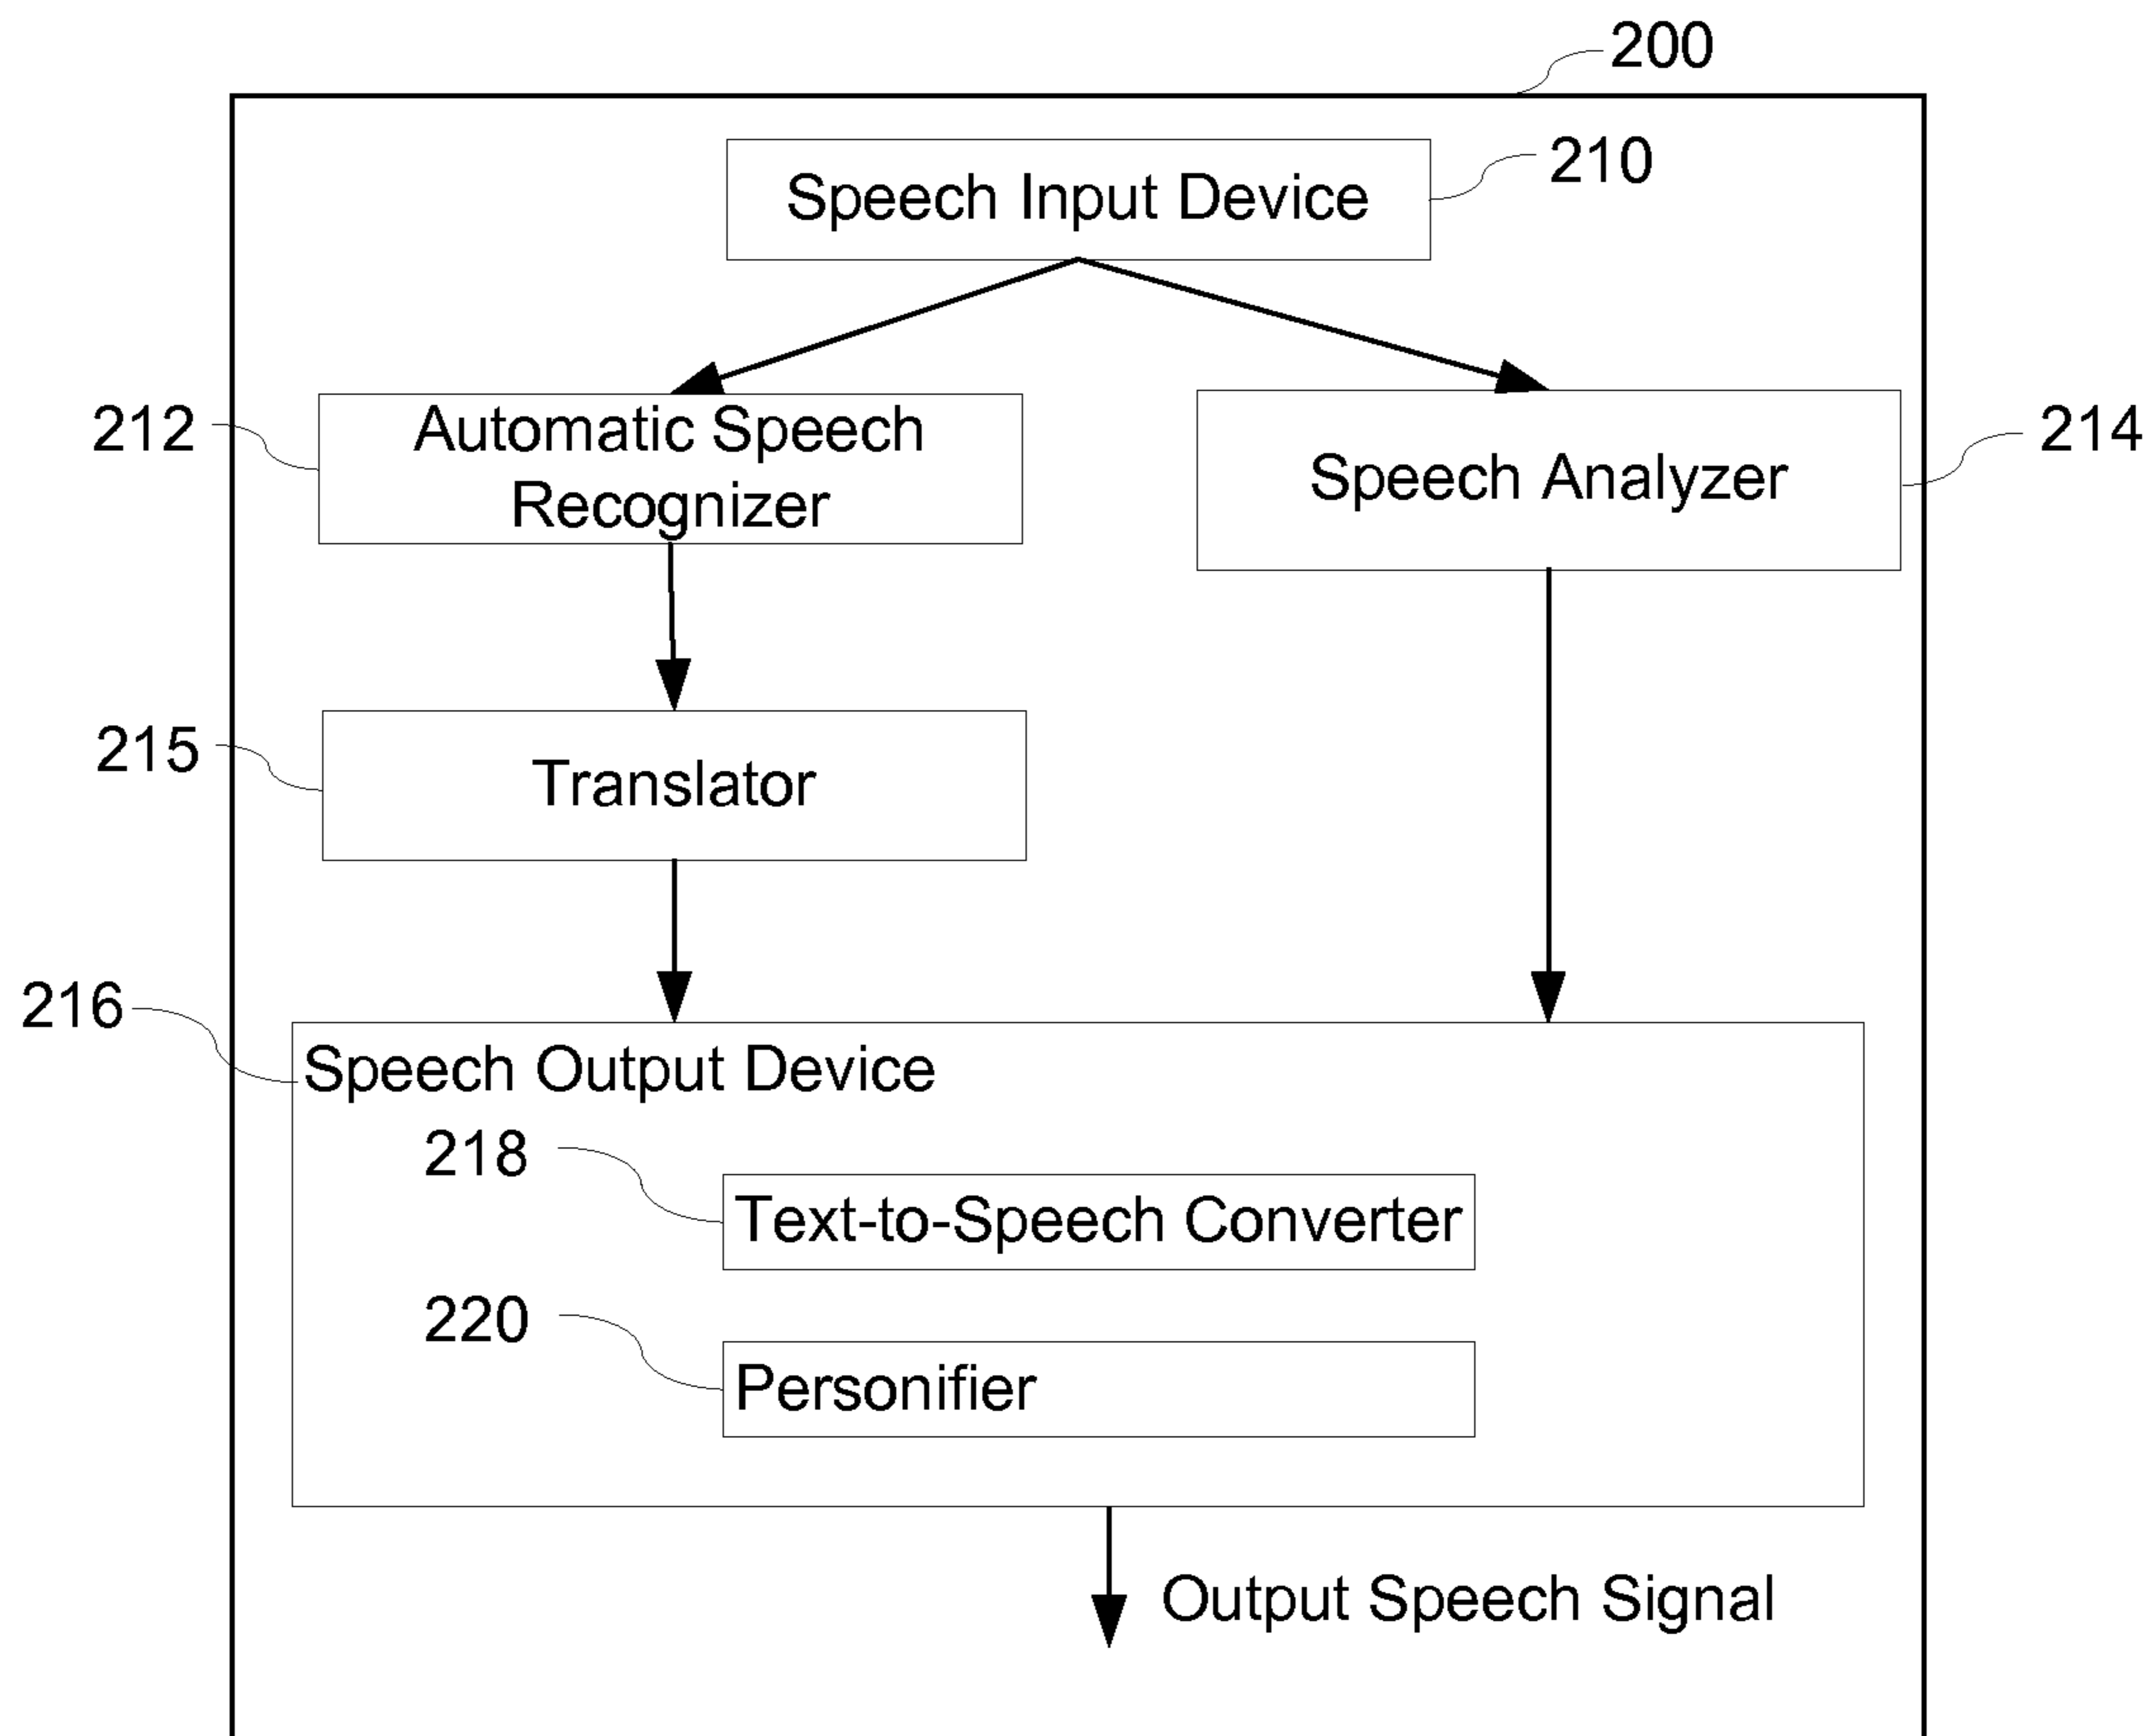 200
Speech Input Device
210
212
Automatic Speech
Recognizer
Speech Analyzer
214
215
Translator
216
Speech Output Device
218
Text-to-Speech Converter
220
Personifier
Output Speech Signal